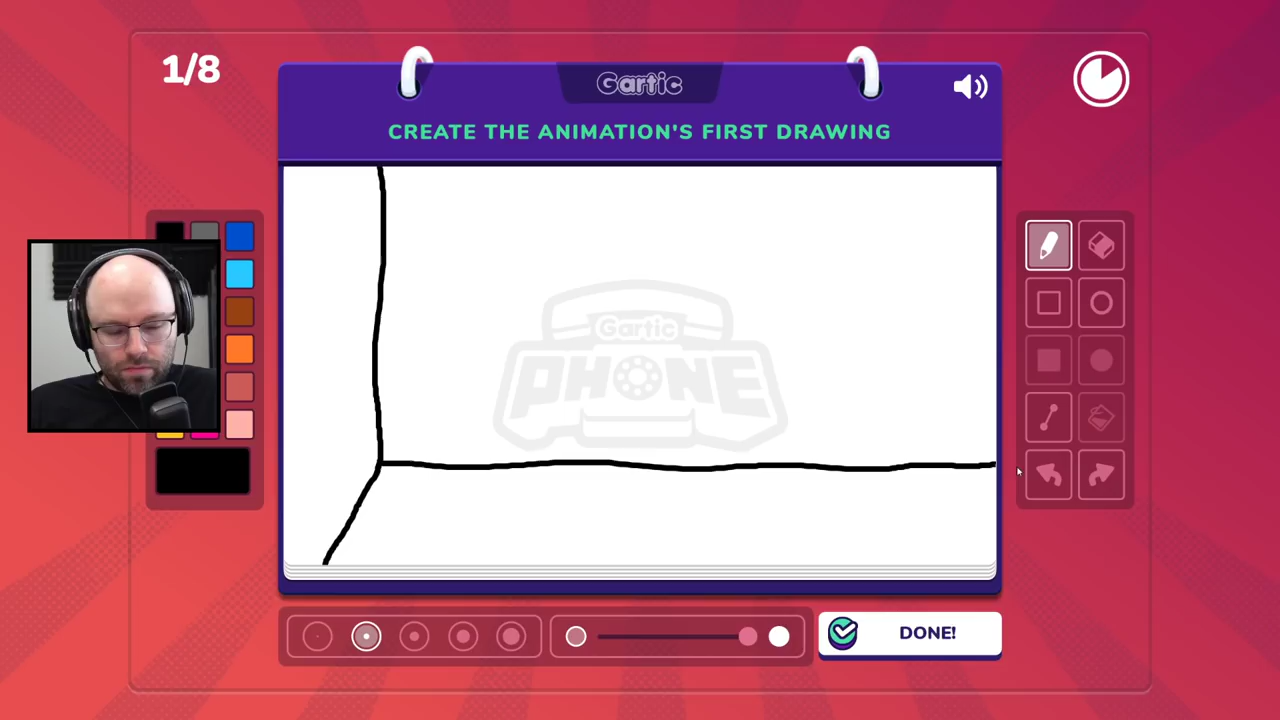 1/8
Gartic
CREATE THE ANIMATION'S FIRST DRAWING
Gartic
PHONE
DONE!